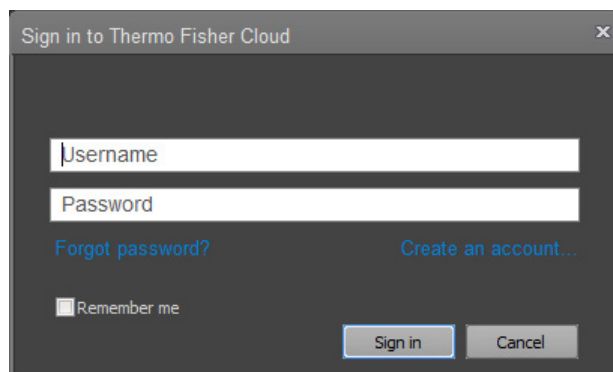 Sign in to Thermo Fisher Cloud
Username
Password
Forgot password? Create an account...
Remember me
Sign in Cancel